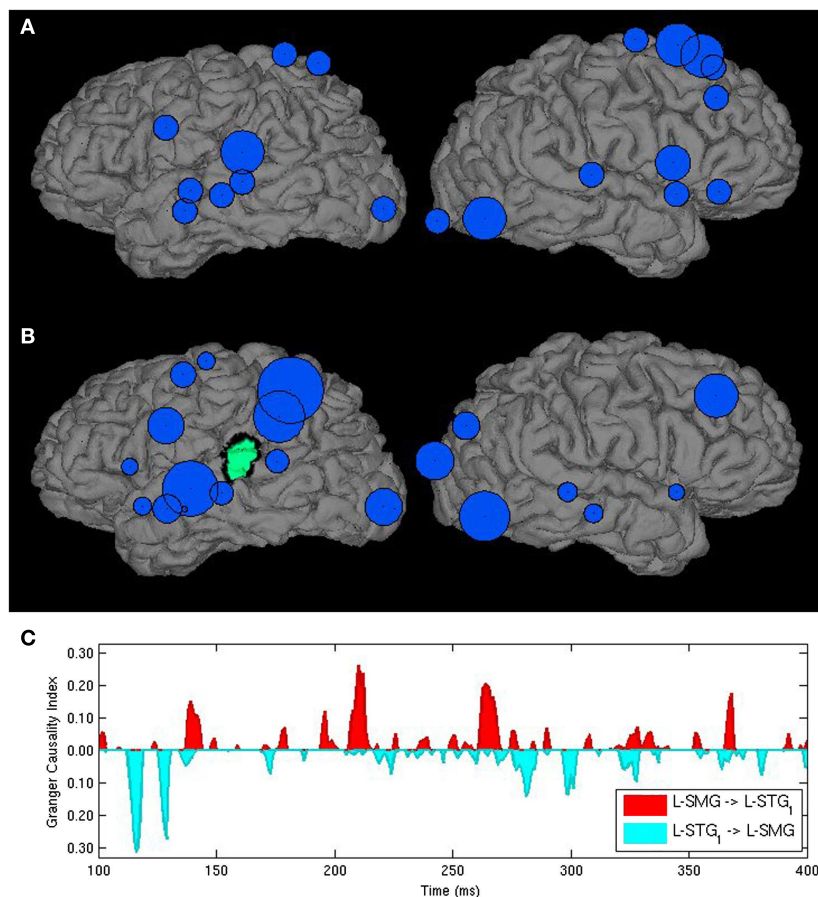 A
B
C
0.30
0.20
0.10
0.00
0.10
0.20
0.30
Granger Causality Index
100
150
200
250
300
350
400
Time (ms)
L-SMG -> L-STG₁
L-STG₁ -> L-SMG